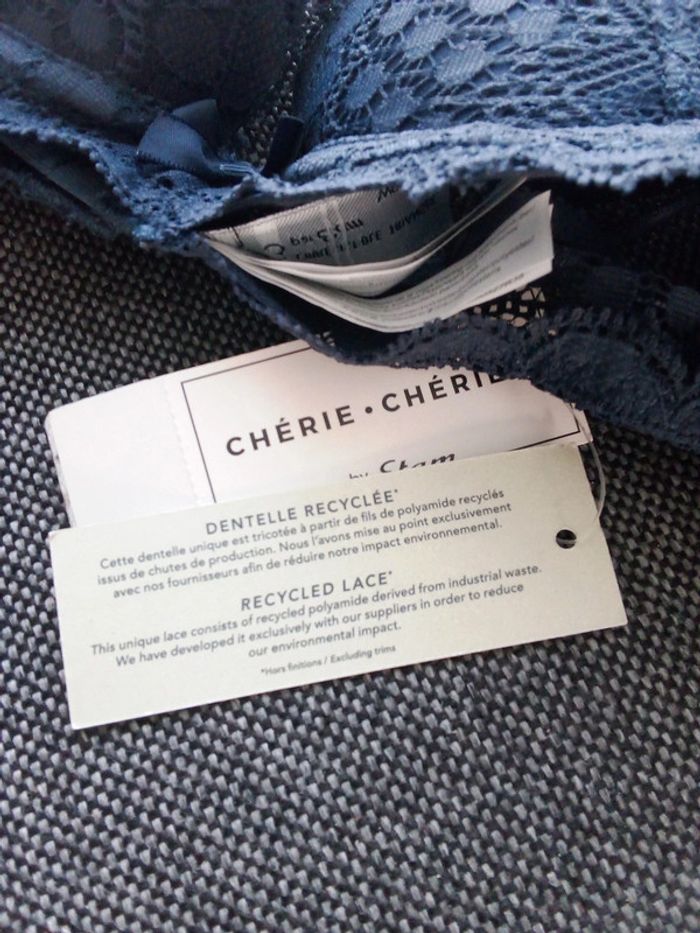 CHÉRIE • CHÉRIE
by Stam
DENTELLE RECYCLÉE*
Cette dentelle unique est tricotée à partir de fils de polyamide recyclés
issus de chutes de production. Nous l'avons mise au point exclusivement
avec nos fournisseurs afin de réduire notre impact environnemental.
RECYCLED LACE*
This unique lace consists of recycled polyamide derived from industrial waste.
We have developed it exclusively with our suppliers in order to reduce
our environmental impact.
*Hors finitions / Excluding trims